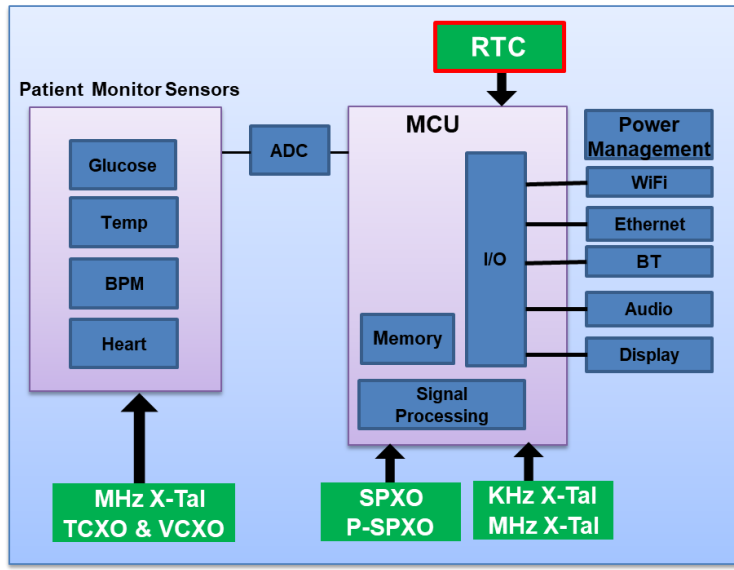 RTC
Patient Monitor Sensors
Glucose
Temp
BPM
Heart
ADC
MCU
I/O
Memory
Signal
Processing
Power
Management
WiFi
Ethernet
BT
Audio
Display
MHz X-Tal
TCXO & VCXO
SPXO
P-SPXO
KHz X-Tal
MHz X-Tal